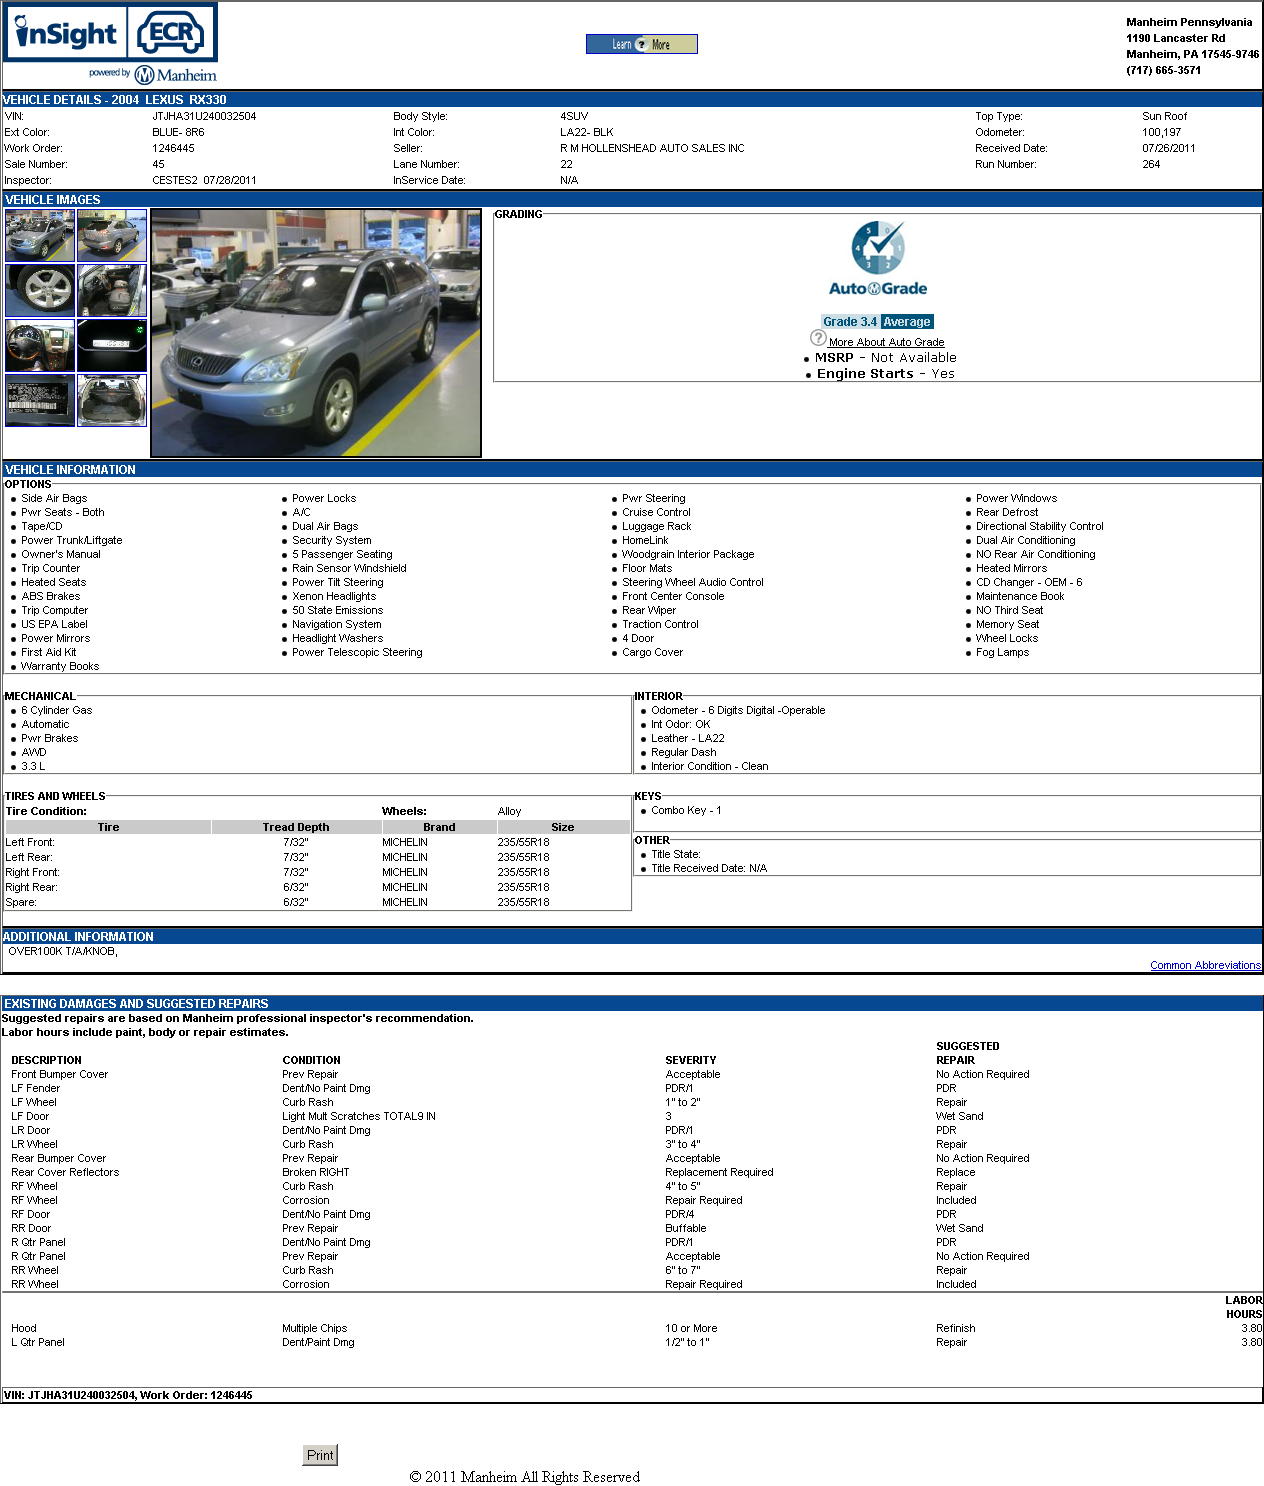 inSight ECR
powered by Manheim
Learn ? More
Manheim Pennsylvania
1190 Lancaster Rd
Manheim, PA 17545-9746
(717) 665-3571
VEHICLE DETAILS - 2004 LEXUS RX330
VIN: JTJHA31U240032504 Body Style: 4SUV Top Type: Sun Roof
Ext Color: BLUE- 8R6 Int Color: LA22- BLK Odometer: 100,197
Work Order: 1246445 Seller: R M HOLLENSHEAD AUTO SALES INC Received Date: 07/26/2011
Sale Number: 45 Lane Number: 22 Run Number: 264
Inspector: CESTES2 07/28/2011 InService Date: N/A
VEHICLE IMAGES
GRADING
5 0 4 1 3 2
AutoGrade
Grade 3.4 Average
? More About Auto Grade
MSRP - Not Available
Engine Starts - Yes
VEHICLE INFORMATION
OPTIONS
Side Air Bags Power Locks Pwr Steering Power Windows
Pwr Seats - Both A/C Cruise Control Rear Defrost
Tape/CD Dual Air Bags Luggage Rack Directional Stability Control
Power Trunk/Liftgate Security System HomeLink Dual Air Conditioning
Owner's Manual 5 Passenger Seating Woodgrain Interior Package NO Rear Air Conditioning
Trip Counter Rain Sensor Windshield Floor Mats Heated Mirrors
Heated Seats Power Tilt Steering Steering Wheel Audio Control CD Changer - OEM - 6
ABS Brakes Xenon Headlights Front Center Console Maintenance Book
Trip Computer 50 State Emissions Rear Wiper NO Third Seat
US EPA Label Navigation System Traction Control Memory Seat
Power Mirrors Headlight Washers 4 Door Wheel Locks
First Aid Kit Power Telescopic Steering Cargo Cover Fog Lamps
Warranty Books
MECHANICAL
6 Cylinder Gas
Automatic
Pwr Brakes
AWD
3.3 L
INTERIOR
Odometer - 6 Digits Digital -Operable
Int Odor: OK
Leather - LA22
Regular Dash
Interior Condition - Clean
TIRES AND WHEELS
Tire Condition: Wheels: Alloy
Tire Tread Depth Brand Size
Left Front: 7/32" MICHELIN 235/55R18
Left Rear: 7/32" MICHELIN 235/55R18
Right Front: 7/32" MICHELIN 235/55R18
Right Rear: 6/32" MICHELIN 235/55R18
Spare: 6/32" MICHELIN 235/55R18
KEYS
Combo Key - 1
OTHER
Title State:
Title Received Date: N/A
ADDITIONAL INFORMATION
OVER100K T/A/KNOB,
Common Abbreviations
EXISTING DAMAGES AND SUGGESTED REPAIRS
Suggested repairs are based on Manheim professional inspector's recommendation.
Labor hours include paint, body or repair estimates.
DESCRIPTION CONDITION SEVERITY SUGGESTED REPAIR
Front Bumper Cover Prev Repair Acceptable No Action Required
LF Fender Dent/No Paint Dmg PDR/1 PDR
LF Wheel Curb Rash 1" to 2" Repair
LF Door Light Mult Scratches TOTAL9 IN 3 Wet Sand
LR Door Dent/No Paint Dmg PDR/1 PDR
LR Wheel Curb Rash 3" to 4" Repair
Rear Bumper Cover Prev Repair Acceptable No Action Required
Rear Cover Reflectors Broken RIGHT Replacement Required Replace
RF Wheel Curb Rash 4" to 5" Repair
RF Wheel Corrosion Repair Required Included
RF Door Dent/No Paint Dmg PDR/4 PDR
RR Door Prev Repair Buffable Wet Sand
R Qtr Panel Dent/No Paint Dmg PDR/1 PDR
R Qtr Panel Prev Repair Acceptable No Action Required
RR Wheel Curb Rash 6" to 7" Repair
RR Wheel Corrosion Repair Required Included
LABOR HOURS
Hood Multiple Chips 10 or More Refinish 3.80
L Qtr Panel Dent/Paint Dmg 1/2" to 1" Repair 3.80
VIN: JTJHA31U240032504, Work Order: 1246445
Print
© 2011 Manheim All Rights Reserved